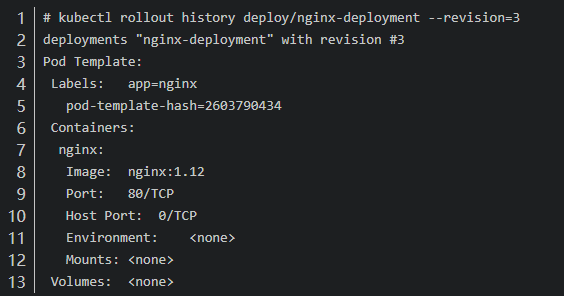 1 # kubectl rollout history deploy/nginx-deployment --revision=3
2 deployments "nginx-deployment" with revision #3
3 Pod Template:
4  Labels:   app=nginx
5    pod-template-hash=2603790434
6  Containers:
7   nginx:
8    Image:  nginx:1.12
9    Port:   80/TCP
10    Host Port:  0/TCP
11    Environment:    <none>
12    Mounts: <none>
13  Volumes:  <none>